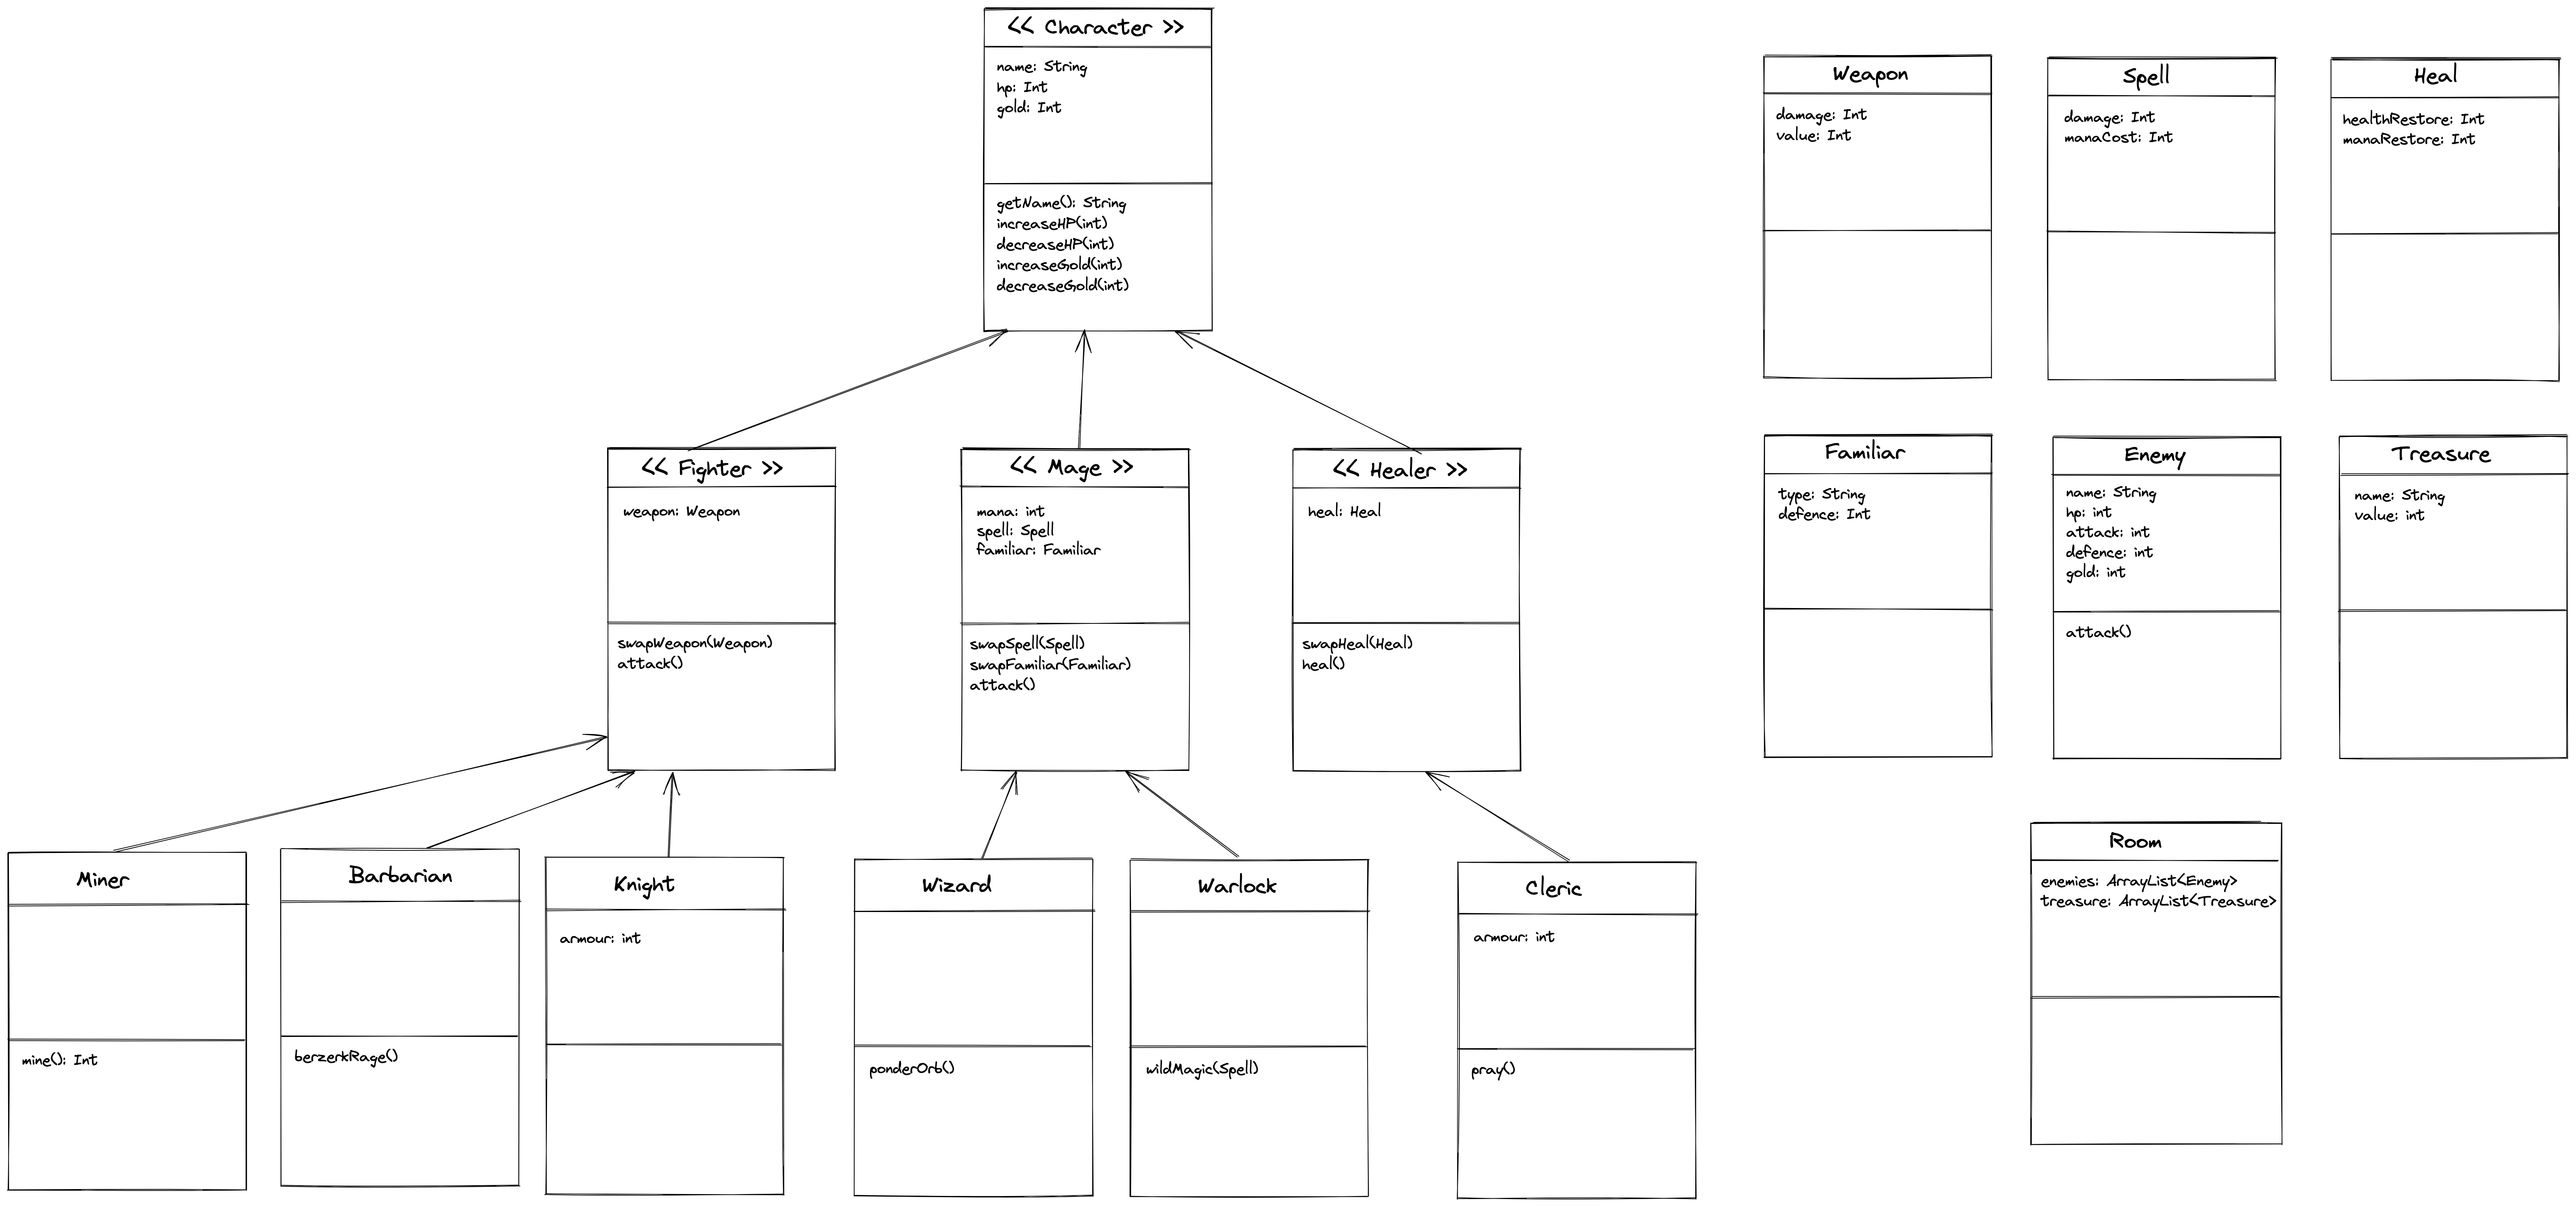 << Character >>
name: String
hp: Int
gold: Int
getName(): String
increaseHP(int)
decreaseHP(int)
increaseGold(int)
decreaseGold(int)
Weapon
damage: Int
value: Int
Spell
damage: Int
manaCost: Int
Heal
healthRestore: Int
manaRestore: Int
<< Fighter >>
weapon: Weapon
swapWeapon(Weapon)
attack()
<< Mage >>
mana: int
spell: Spell
familiar: Familiar
swapSpell(Spell)
swapFamiliar(Familiar)
attack()
<< Healer >>
heal: Heal
swapHeal(Heal)
heal()
Familiar
type: String
defence: Int
Enemy
name: String
hp: int
attack: int
defence: int
gold: int
attack()
Treasure
name: String
value: int
Miner
mine(): Int
Barbarian
berzerkRage()
Knight
armour: int
Wizard
ponderOrb()
Warlock
wildMagic(Spell)
Cleric
armour: int
pray()
Room
enemies: ArrayList<Enemy>
treasure: ArrayList<Treasure>